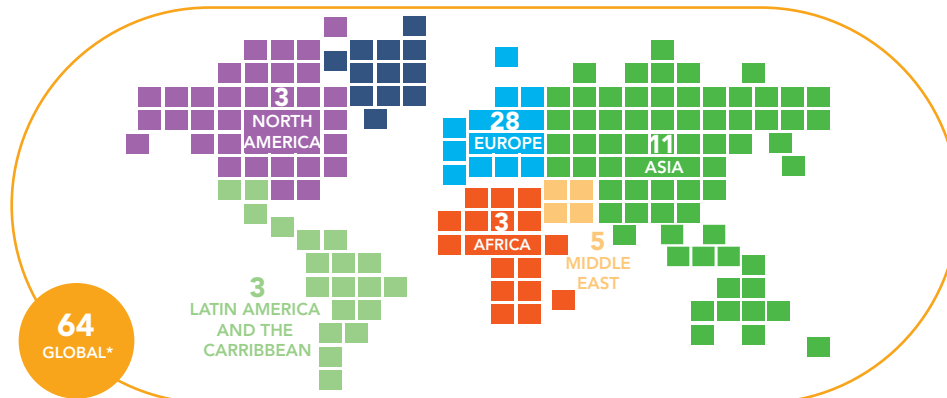 3
NORTH
AMERICA
28
EUROPE
11
ASIA
3
AFRICA
5
MIDDLE
EAST
3
LATIN AMERICA
AND THE
CARRIBBEAN
64
GLOBAL*